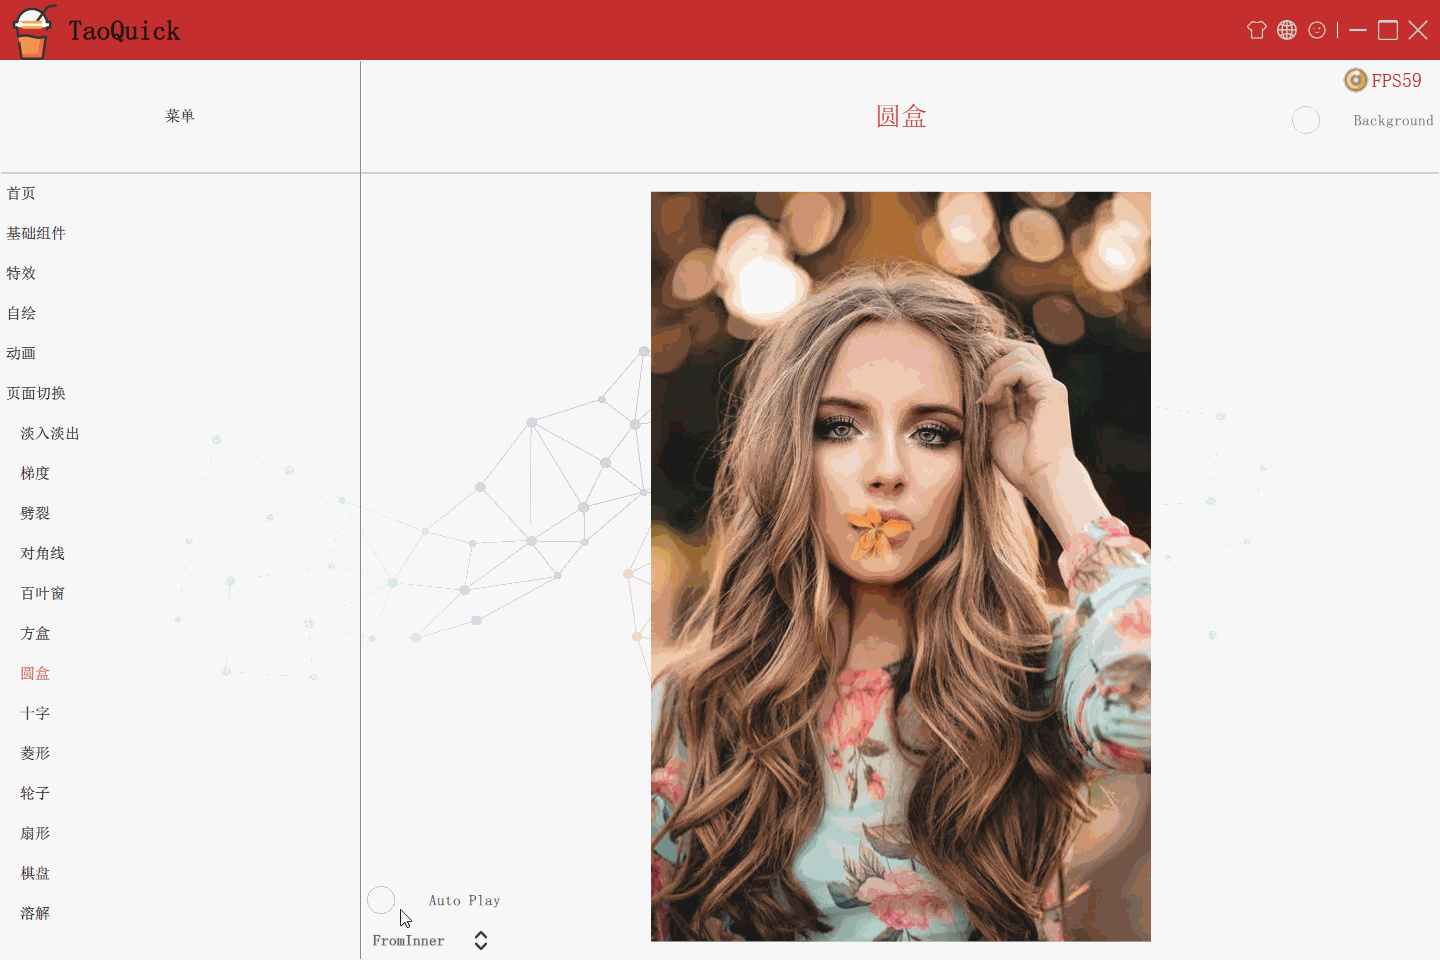 TaoQuick
FPS59
菜单
圆盒
Background
首页
基础组件
特效
自绘
动画
页面切换
淡入淡出
梯度
劈裂
对角线
百叶窗
方盒
圆盒
十字
菱形
轮子
扇形
棋盘
溶解
Auto Play
FromInner